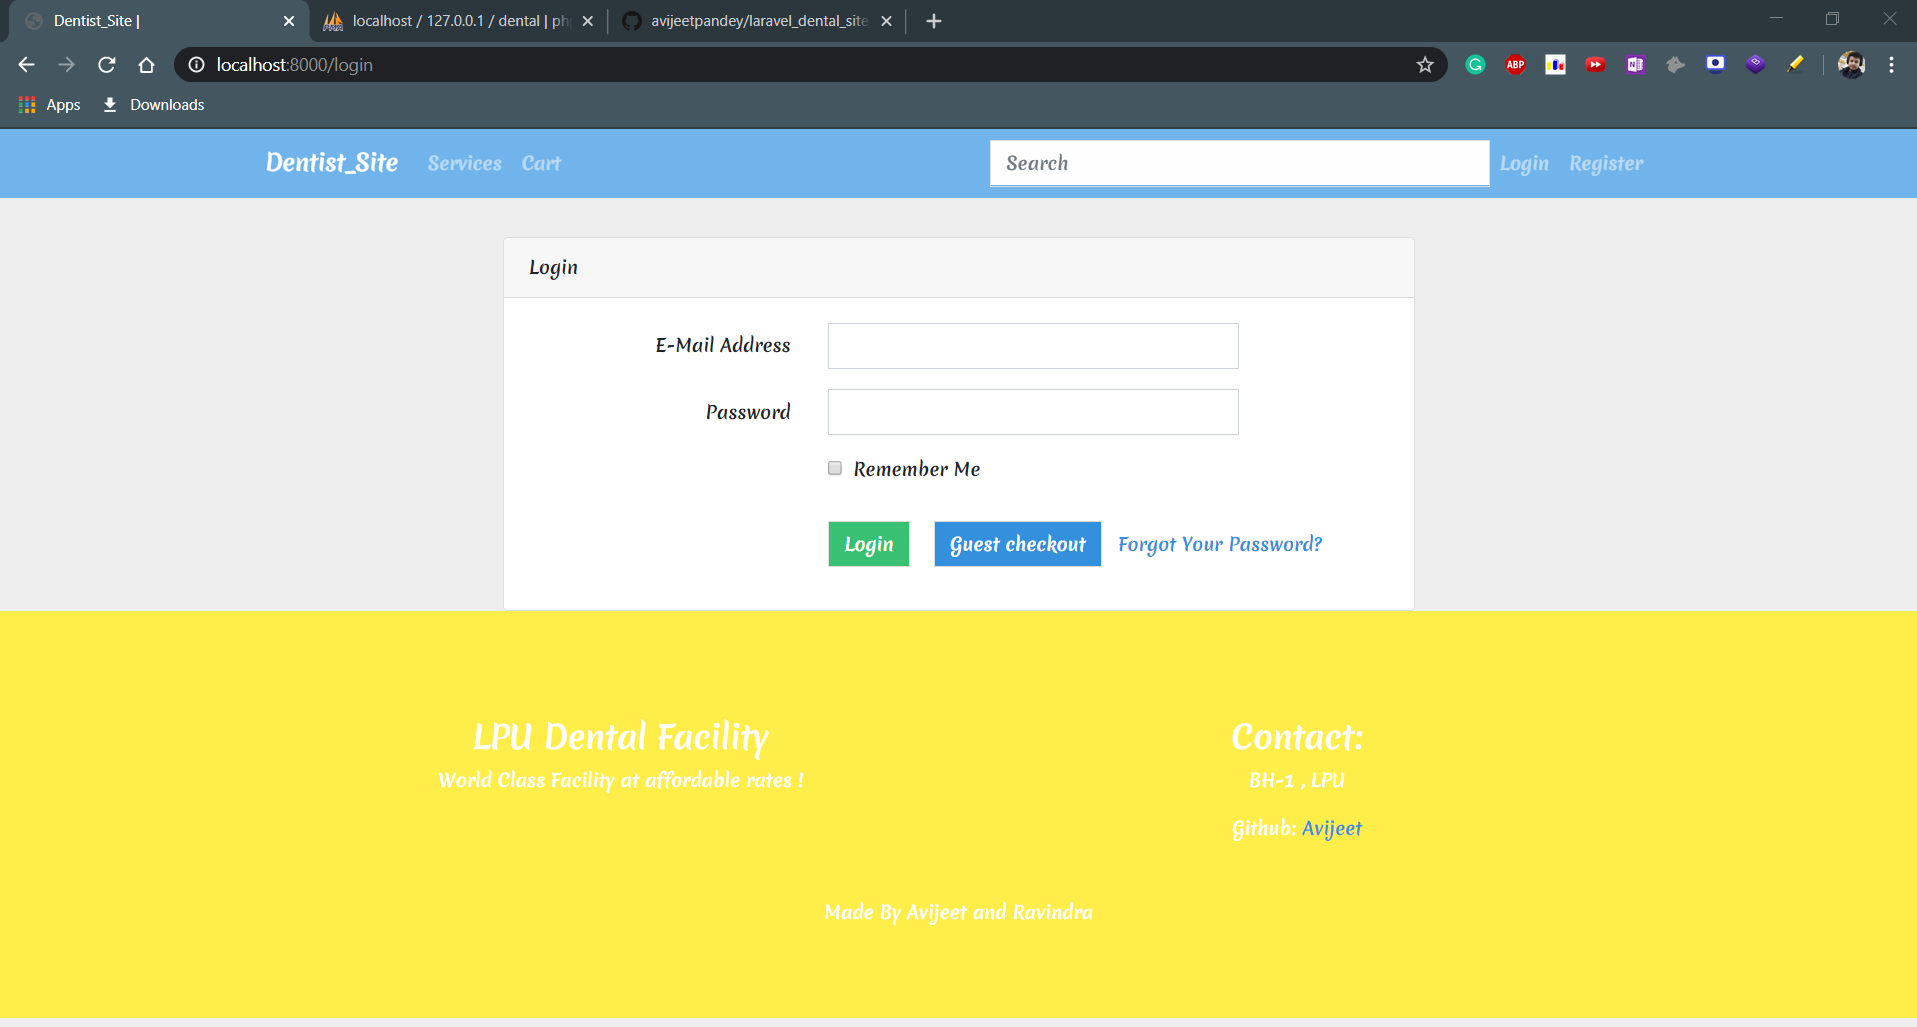 Dentist_Site |
localhost / 127.0.0.1 / dental | ph
avijeetpandey/laravel_dental_site
localhost:8000/login
ABP
Apps
Downloads
Dentist_Site Services Cart
Search
Login Register
Login
E-Mail Address
Password
Remember Me
Login Guest checkout Forgot Your Password?
LPU Dental Facility
World Class Facility at affordable rates !
Contact:
BH-1 , LPU
Github: Avijeet
Made By Avijeet and Ravindra